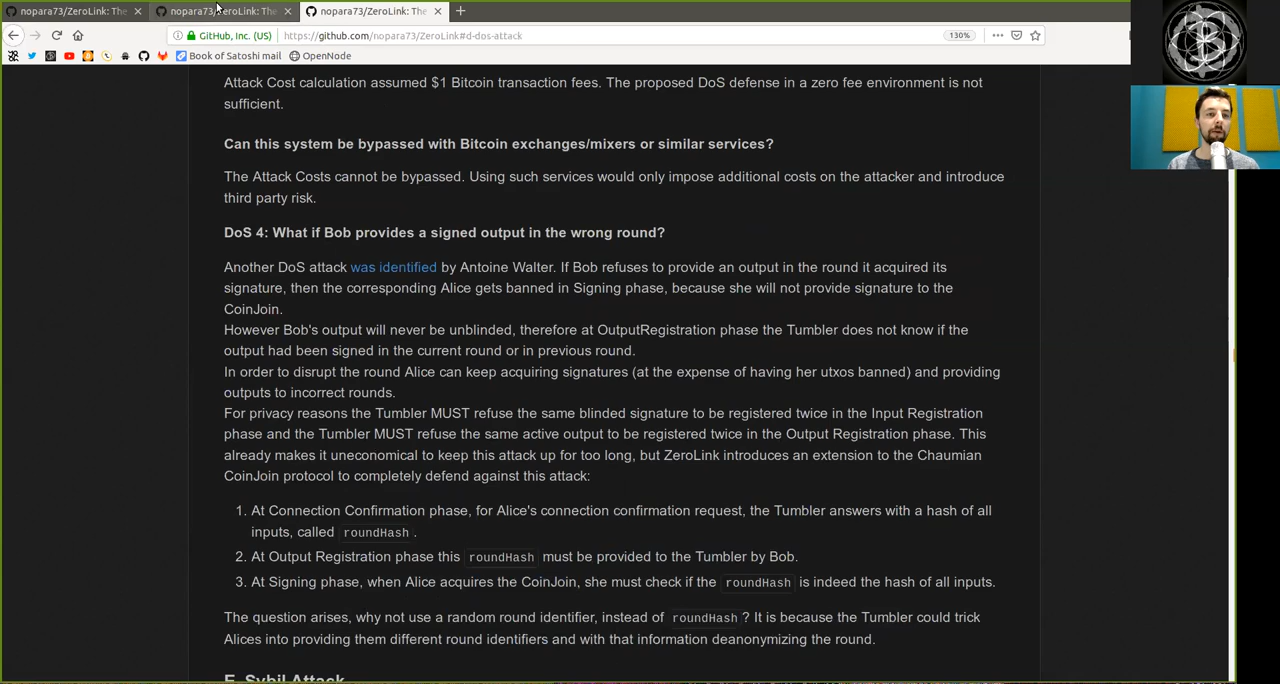 nopara73/ZeroLink: The
nopara73/ZeroLink: The
nopara73/ZeroLink: The
GitHub, Inc. (US)
https://github.com/nopara73/ZeroLink#d-dos-attack
130%
Book of Satoshi mail
OpenNode
Attack Cost calculation assumed $1 Bitcoin transaction fees. The proposed DoS defense in a zero fee environment is not
sufficient.
Can this system be bypassed with Bitcoin exchanges/mixers or similar services?
The Attack Costs cannot be bypassed. Using such services would only impose additional costs on the attacker and introduce
third party risk.
DoS 4: What if Bob provides a signed output in the wrong round?
Another DoS attack was identified by Antoine Walter. If Bob refuses to provide an output in the round it acquired its
signature, then the corresponding Alice gets banned in Signing phase, because she will not provide signature to the
CoinJoin.
However Bob's output will never be unblinded, therefore at OutputRegistration phase the Tumbler does not know if the
output had been signed in the current round or in previous round.
In order to disrupt the round Alice can keep acquiring signatures (at the expense of having her utxos banned) and providing
outputs to incorrect rounds.
For privacy reasons the Tumbler MUST refuse the same blinded signature to be registered twice in the Input Registration
phase and the Tumbler MUST refuse the same active output to be registered twice in the Output Registration phase. This
already makes it uneconomical to keep this attack up for too long, but ZeroLink introduces an extension to the Chaumian
CoinJoin protocol to completely defend against this attack:
1. At Connection Confirmation phase, for Alice's connection confirmation request, the Tumbler answers with a hash of all
inputs, called roundHash .
2. At Output Registration phase this roundHash must be provided to the Tumbler by Bob.
3. At Signing phase, when Alice acquires the CoinJoin, she must check if the roundHash is indeed the hash of all inputs.
The question arises, why not use a random round identifier, instead of roundHash ? It is because the Tumbler could trick
Alices into providing them different round identifiers and with that information deanonymizing the round.
E. Sybil Attack